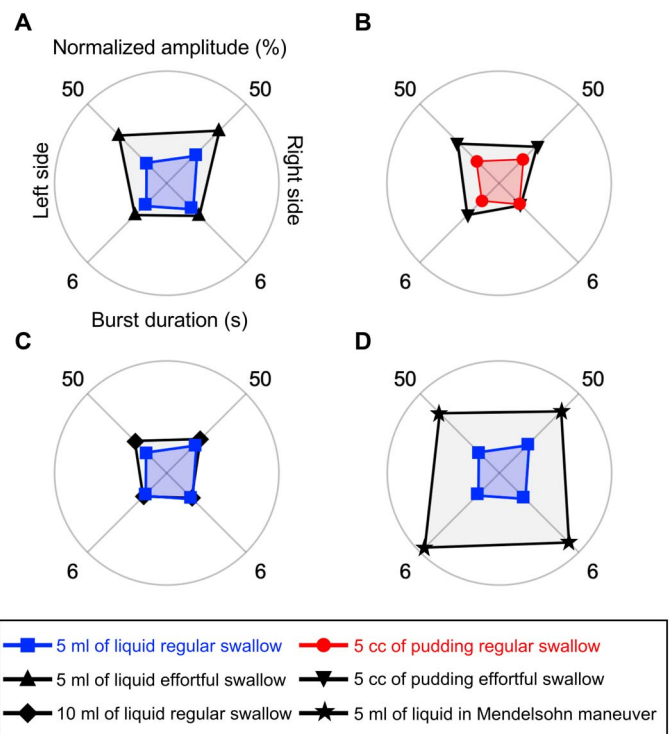 A
B
Normalized amplitude (%)
50
50
50
50
Left side
Right side
6
6
6
6
Burst duration (s)
C
D
50
50
50
50
6
6
6
6
5 ml of liquid regular swallow
5 cc of pudding regular swallow
5 ml of liquid effortful swallow
5 cc of pudding effortful swallow
10 ml of liquid regular swallow
5 ml of liquid in Mendelsohn maneuver